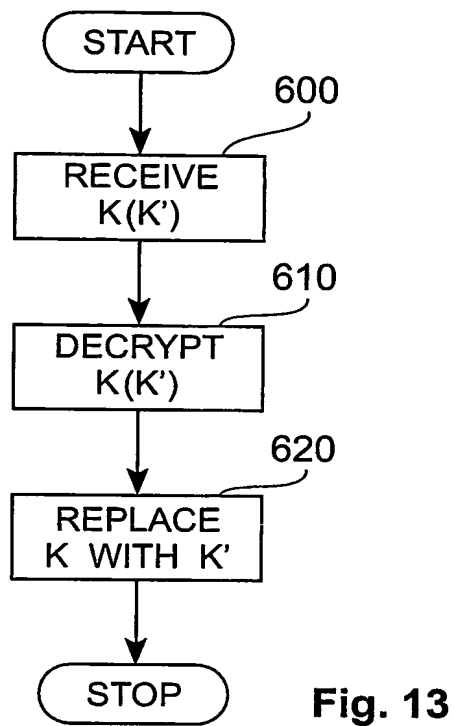 START
600
RECEIVE
K(K')
610
DECRYPT
K(K')
620
REPLACE
K WITH K'
STOP
Fig. 13